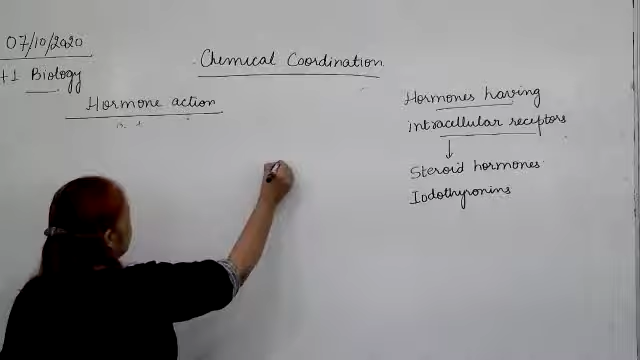 07/10/2020
+1 Biology
Chemical Coordination
Hormone action
Hormones having
intracellular receptors
↓
Steroid hormones
Iodothyronins